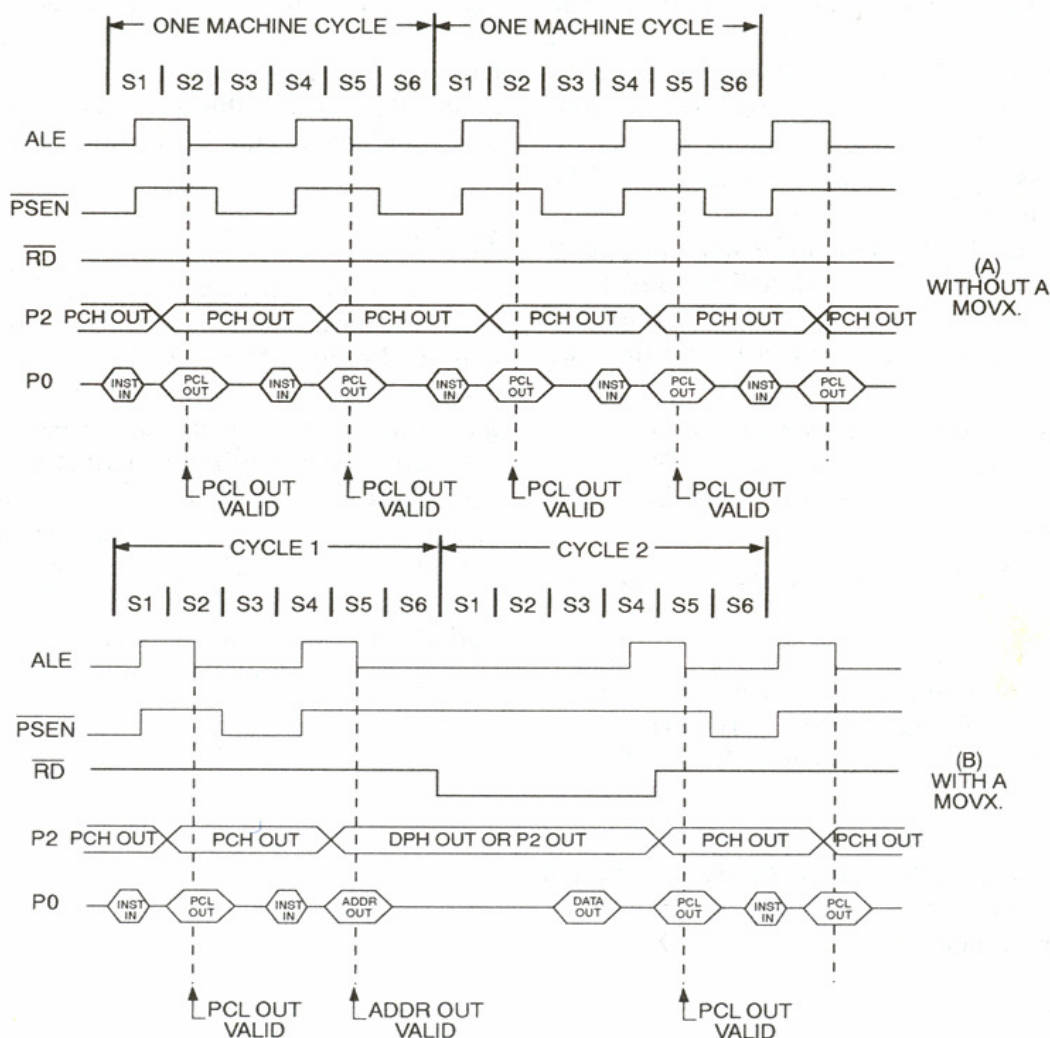 ONE MACHINE CYCLE ONE MACHINE CYCLE
S1 S2 S3 S4 S5 S6 S1 S2 S3 S4 S5 S6
ALE
PSEN
RD
(A)
WITHOUT A
MOVX.
P2 PCH OUT PCH OUT PCH OUT PCH OUT PCH OUT PCH OUT
P0 INST IN PCL OUT INST IN PCL OUT INST IN PCL OUT INST IN PCL OUT INST IN PCL OUT
PCL OUT VALID PCL OUT VALID PCL OUT VALID PCL OUT VALID
CYCLE 1 CYCLE 2
S1 S2 S3 S4 S5 S6 S1 S2 S3 S4 S5 S6
ALE
PSEN
RD
(B)
WITH A
MOVX.
P2 PCH OUT PCH OUT DPH OUT OR P2 OUT PCH OUT PCH OUT
P0 INST IN PCL OUT INST IN ADDR OUT DATA OUT PCL OUT INST IN PCL OUT
PCL OUT VALID ADDR OUT VALID PCL OUT VALID